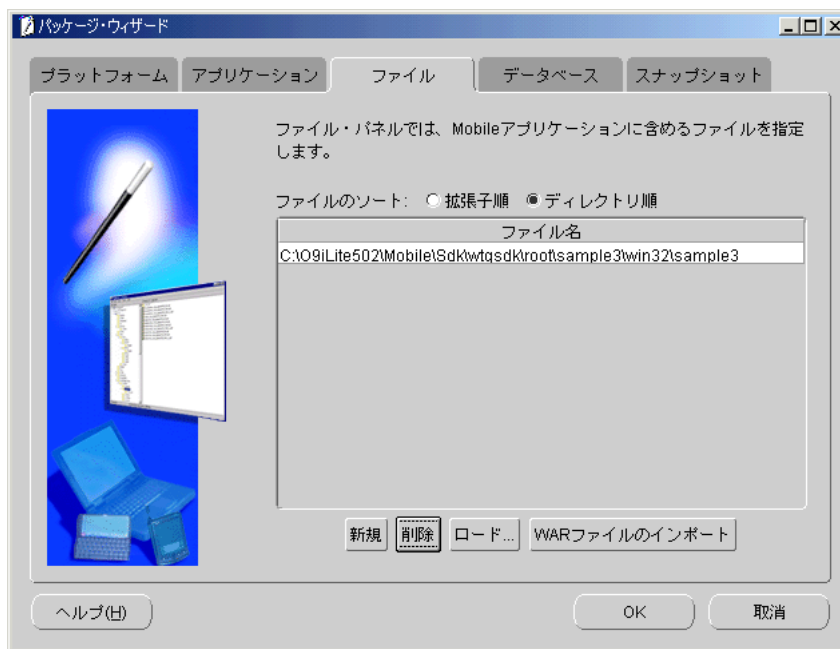 パッケージ・ウィザード
プラットフォーム
アプリケーション
ファイル
データベース
スナップショット
ファイル・パネルでは、Mobileアプリケーションに含めるファイルを指定
します。
ファイルのソート: 拡張子順 ディレクトリ順
ファイル名
C:\O9iLite502\Mobile\Sdk\wtgsdk\root\sample3\win32\sample3
新規
削除
ロード...
WARファイルのインポート
ヘルプ(H)
OK
取消